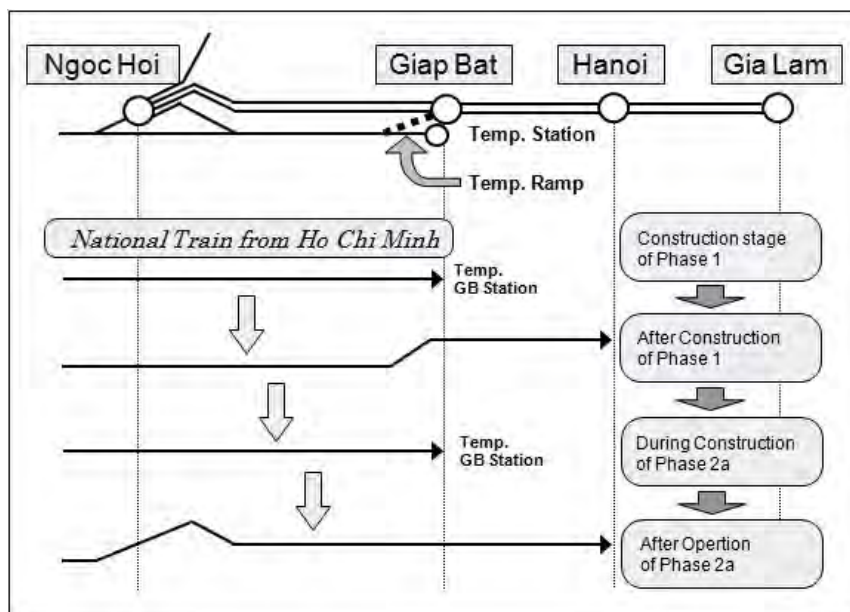 Ngoc Hoi
Giap Bat
Hanoi
Gia Lam
Temp. Station
Temp. Ramp
National Train from Ho Chi Minh
Construction stage
of Phase 1
Temp.
GB Station
After Construction
of Phase 1
During Construction
of Phase 2a
Temp.
GB Station
After Opertion
of Phase 2a